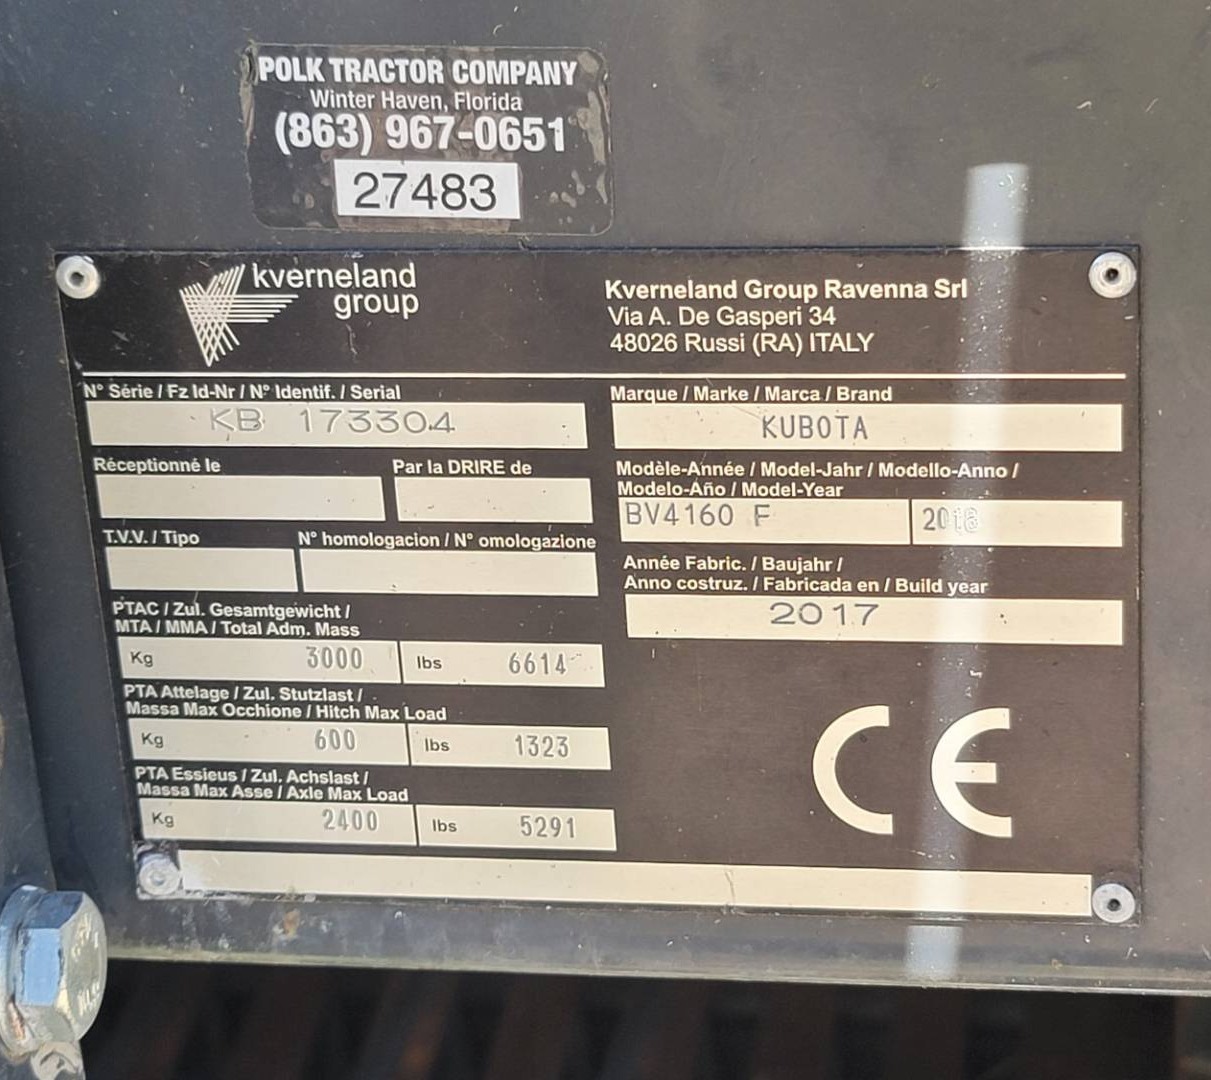 POLK TRACTOR COMPANY
Winter Haven, Florida
(863) 967-0651
27483
kverneland
group
Kverneland Group Ravenna Srl
Via A. De Gasperi 34
48026 Russi (RA) ITALY
N° Série / Fz Id-Nr / N° Identif. / Serial
KB 173304
Marque / Marke / Marca / Brand
KUBOTA
Réceptionné le
Par la DRIRE de
Modèle-Année / Model-Jahr / Modello-Anno /
Modelo-Año / Model-Year
BV4160 F
2018
T.V.V. / Tipo
N° homologacion / N° omologazione
Année Fabric. / Baujahr /
Anno costruz. / Fabricada en / Build year
2017
PTAC / Zul. Gesamtgewicht /
MTA / MMA / Total Adm. Mass
Kg 3000 lbs 6614
PTA Attelage / Zul. Stutzlast /
Massa Max Occhione / Hitch Max Load
Kg 600 lbs 1323
PTA Essieus / Zul. Achslast /
Massa Max Asse / Axle Max Load
Kg 2400 lbs 5291
CE